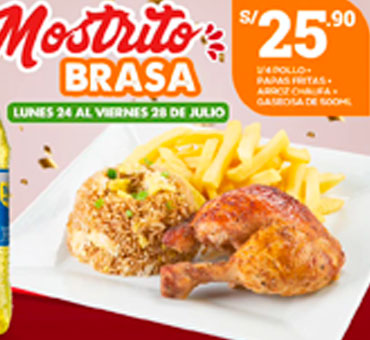 Mostrito
BRASA
LUNES 24 AL VIERNES 28 DE JULIO
S/25.90
1/4 POLLO+
PAPAS FRITAS+
ARROZ CHAUFA+
GASEOSA DE 500ML